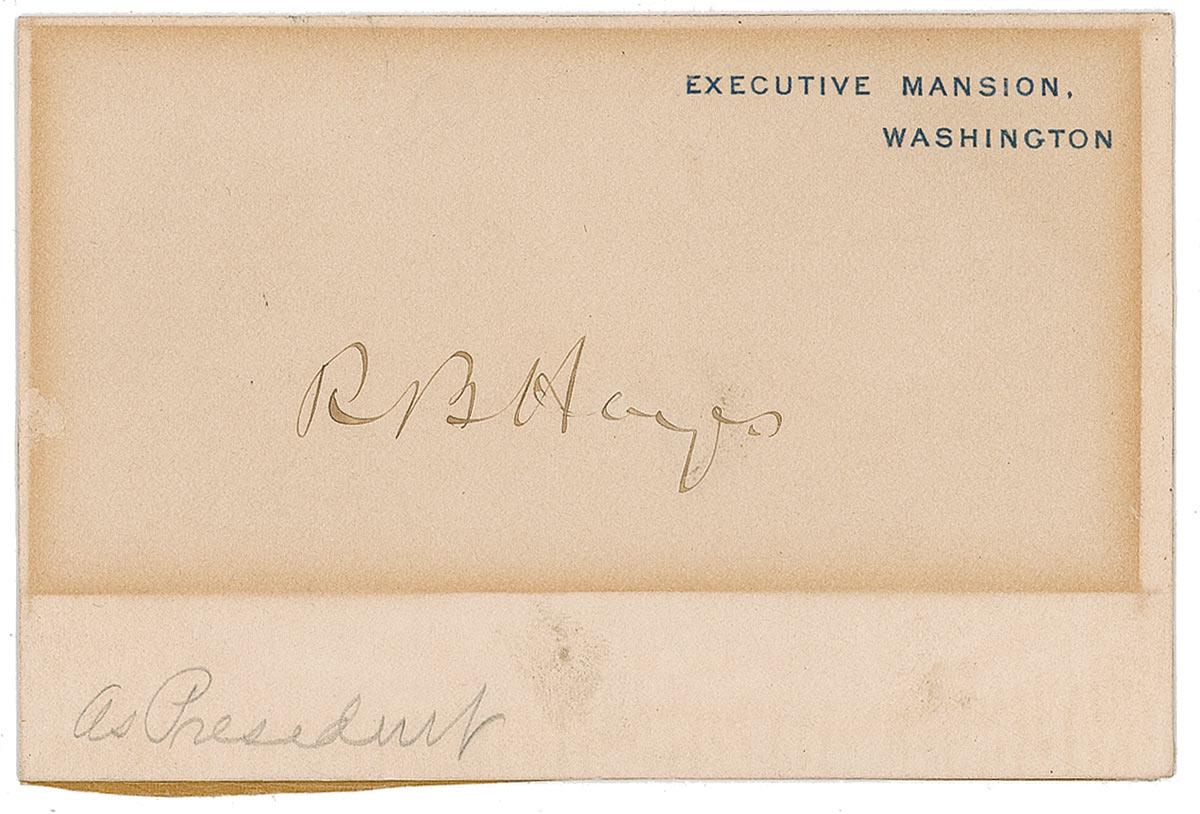 EXECUTIVE MANSION,
WASHINGTON
R B Hayes
As President